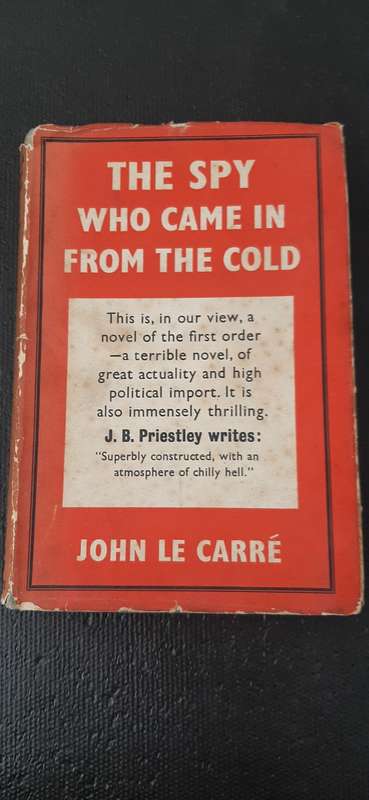 THE SPY
WHO CAME IN
FROM THE COLD
This is, in our view, a
novel of the first order
—a terrible novel, of
great actuality and high
political import. It is
also immensely thrilling.
J. B. Priestley writes:
"Superbly constructed, with an
atmosphere of chilly hell."
JOHN LE CARRÉ